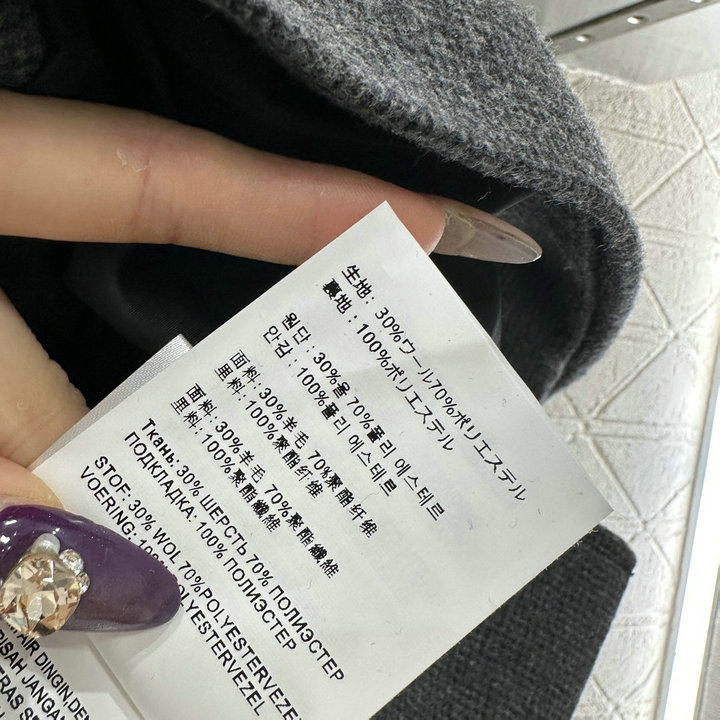 生地：30%ウール70%ポリエステル
裏地：100%ポリエステル
원단：30%울 70%폴리 에스테르
안감：100%폴리 에스테르
面料：30%羊毛 70%聚酯纤维
里料：100%聚酯纤维
面料：30%羊毛 70%聚酯纖維
里料：100%聚酯纖維
Ткань: 30% ШЕРСТЬ 70% ПОЛИЭСТЕР
ПОДКЛАДКА: 100% ПОЛИЭСТЕР
STOF: 30% WOL 70%POLYESTERVEZEL
VOERING: POLYESTERVEZEL
DINGIN,
JANGAN